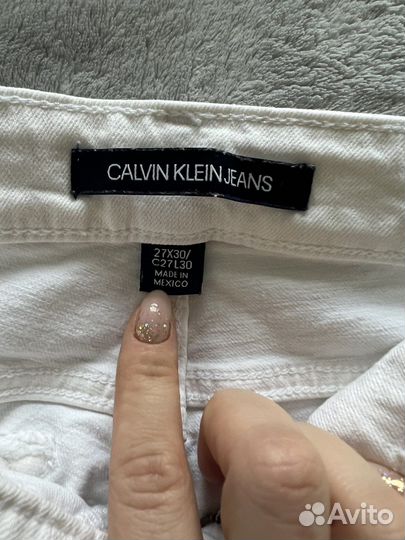 CALVIN KLEIN JEANS
27X30/
C27L30
MADE IN
MEXICO
Avito